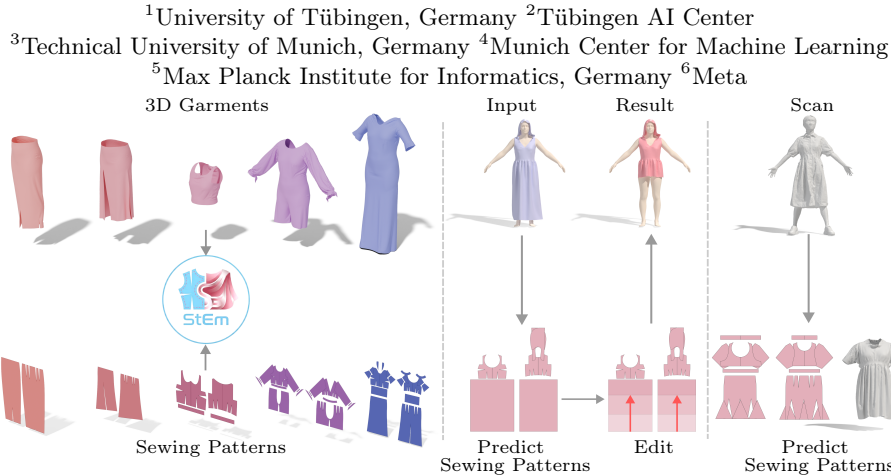 ¹University of Tübingen, Germany ²Tübingen AI Center
³Technical University of Munich, Germany ⁴Munich Center for Machine Learning
⁵Max Planck Institute for Informatics, Germany ⁶Meta
3D Garments
Input
Result
Scan
StEm
Sewing Patterns
Predict
Sewing Patterns
Edit
Predict
Sewing Patterns